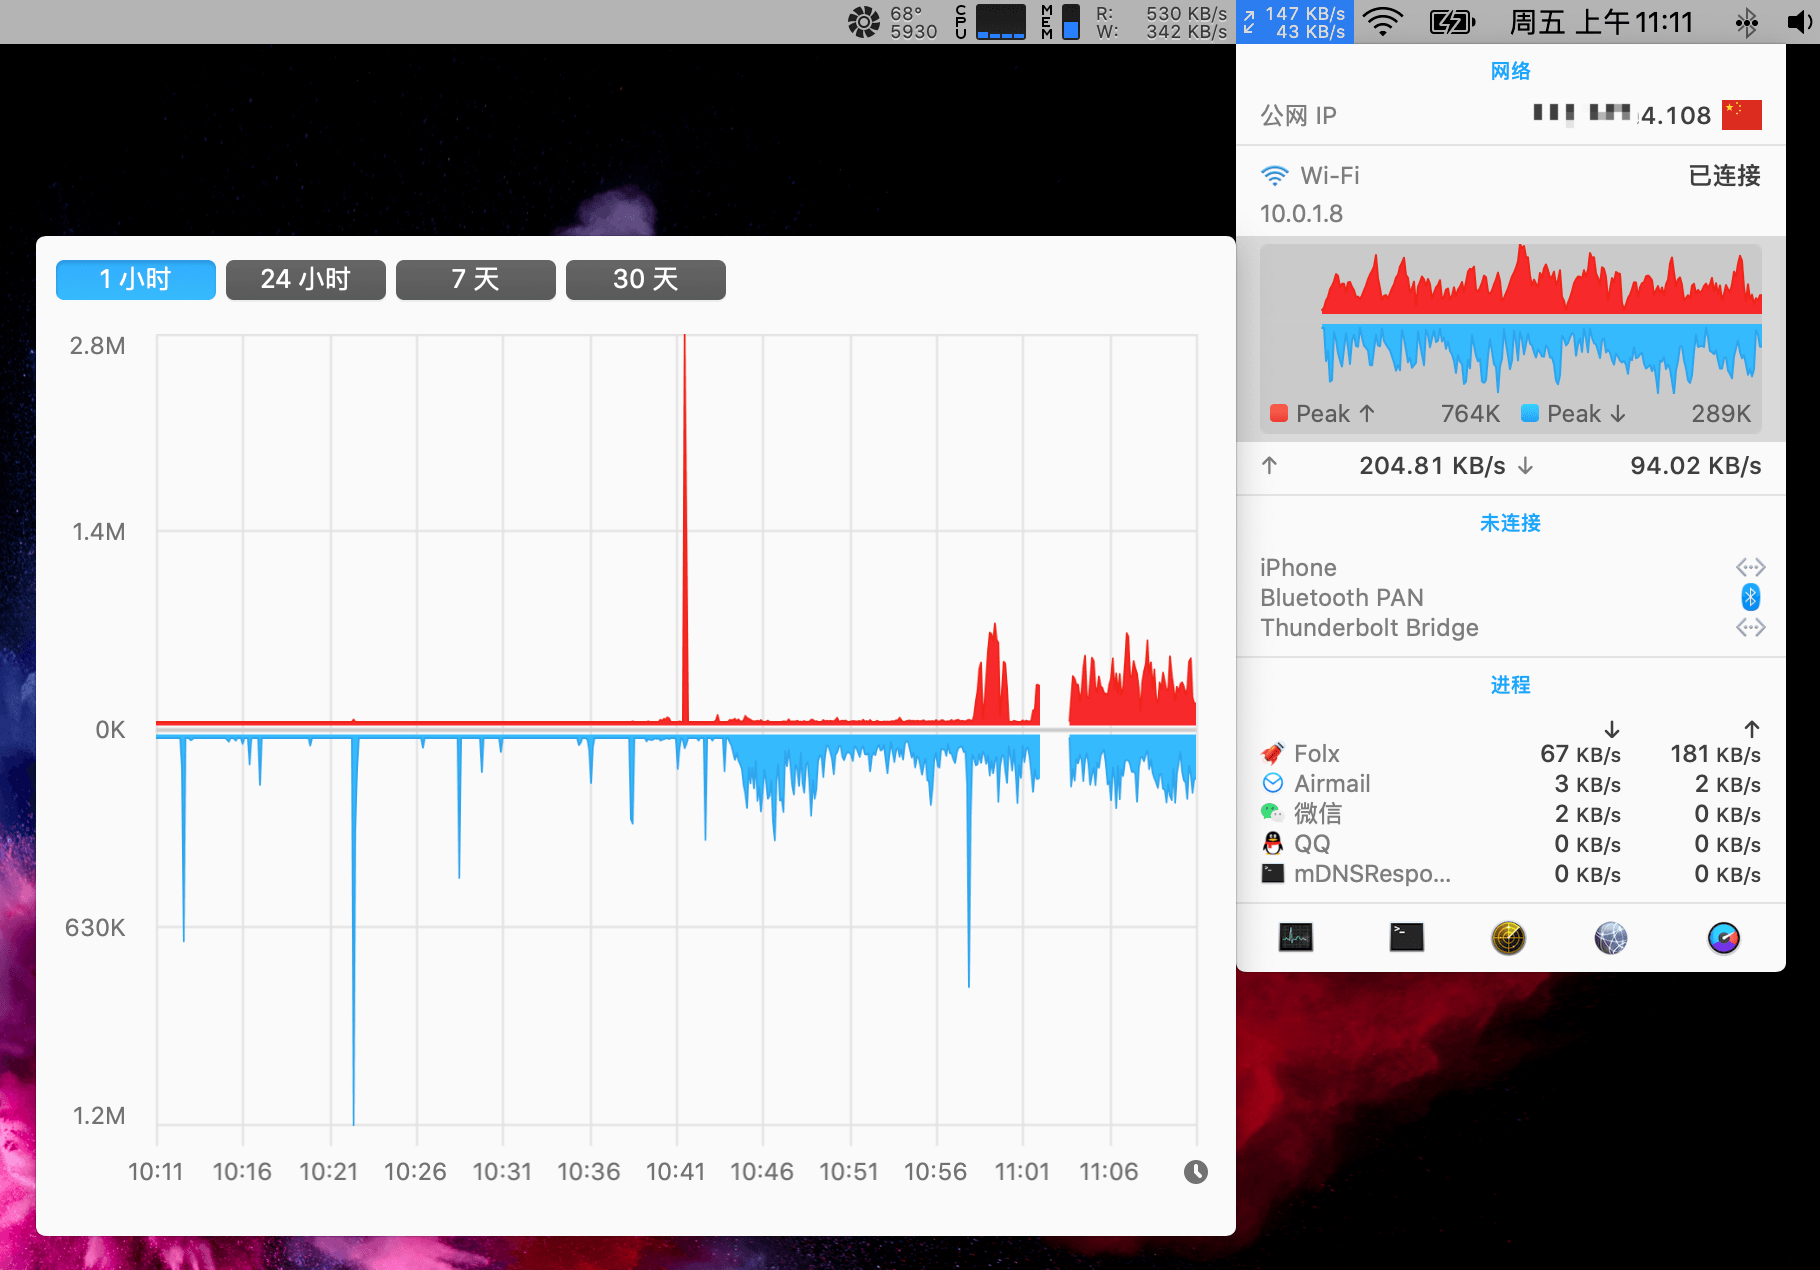 68°
5930
CPU
MEM
R: 530 KB/s
W: 342 KB/s
147 KB/s
43 KB/s
周五 上午11:11
网络
公网 IP 4.108
Wi-Fi 已连接
10.0.1.8
Peak ↑ 764K Peak ↓ 289K
↑ 204.81 KB/s ↓ 94.02 KB/s
未连接
iPhone
Bluetooth PAN
Thunderbolt Bridge
进程
↓ ↑
Folx 67 KB/s 181 KB/s
Airmail 3 KB/s 2 KB/s
微信 2 KB/s 0 KB/s
QQ 0 KB/s 0 KB/s
mDNSRespo... 0 KB/s 0 KB/s
1 小时 24 小时 7 天 30 天
2.8M
1.4M
0K
630K
1.2M
10:11 10:16 10:21 10:26 10:31 10:36 10:41 10:46 10:51 10:56 11:01 11:06